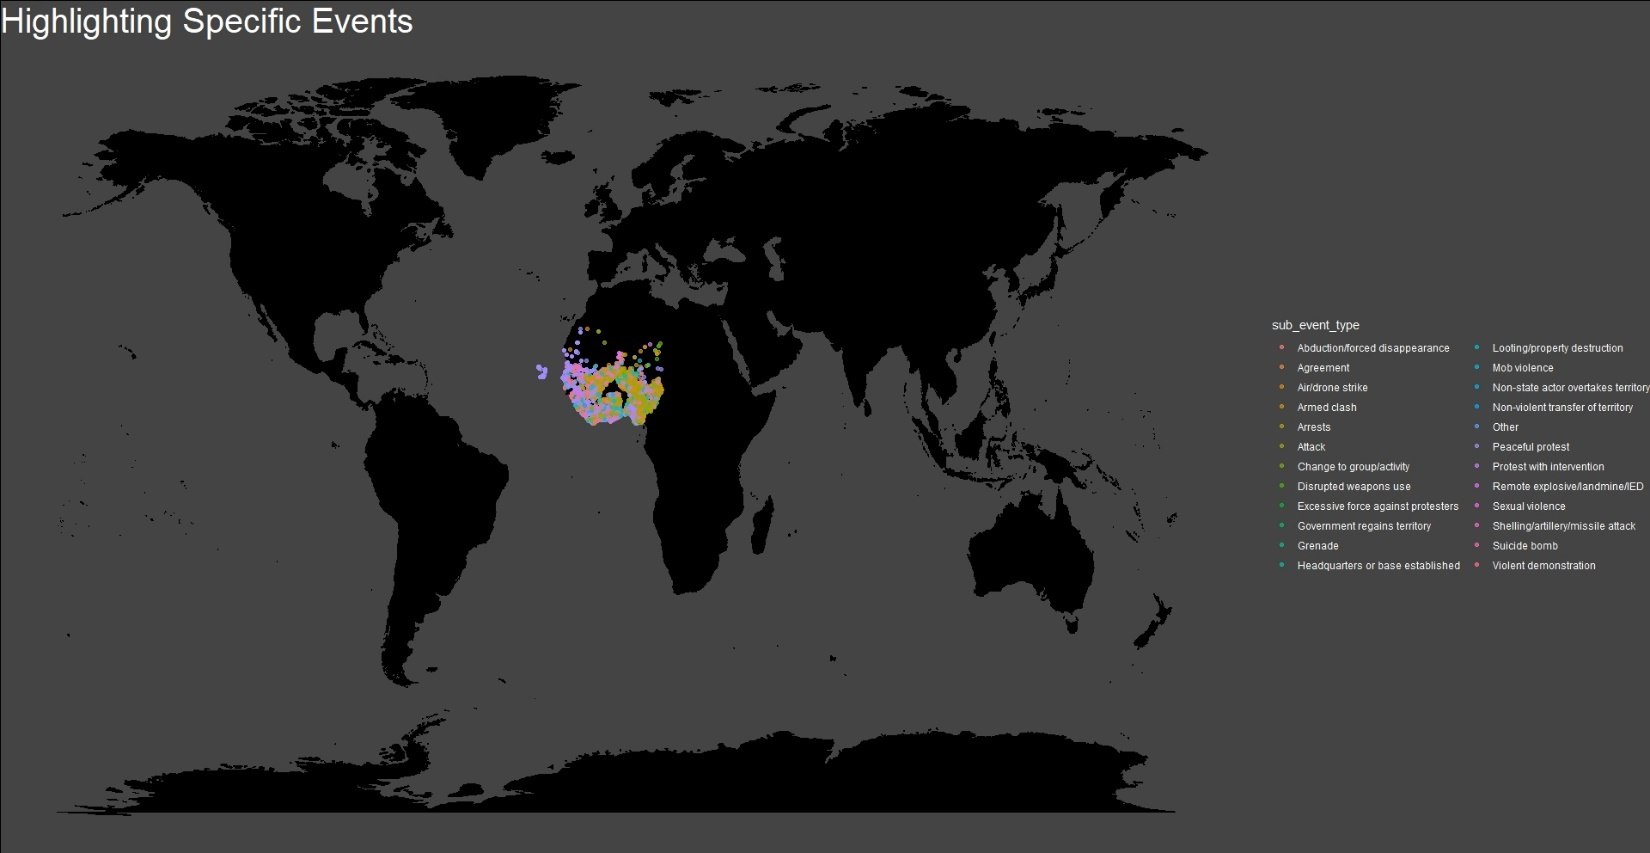 Highlighting Specific Events
sub_event_type
Abduction/forced disappearance
Agreement
Air/drone strike
Armed clash
Arrests
Attack
Change to group/activity
Disrupted weapons use
Excessive force against protesters
Government regains territory
Grenade
Headquarters or base established
Looting/property destruction
Mob violence
Non-state actor overtakes territory
Non-violent transfer of territory
Other
Peaceful protest
Protest with intervention
Remote explosive/landmine/IED
Sexual violence
Shelling/artillery/missile attack
Suicide bomb
Violent demonstration